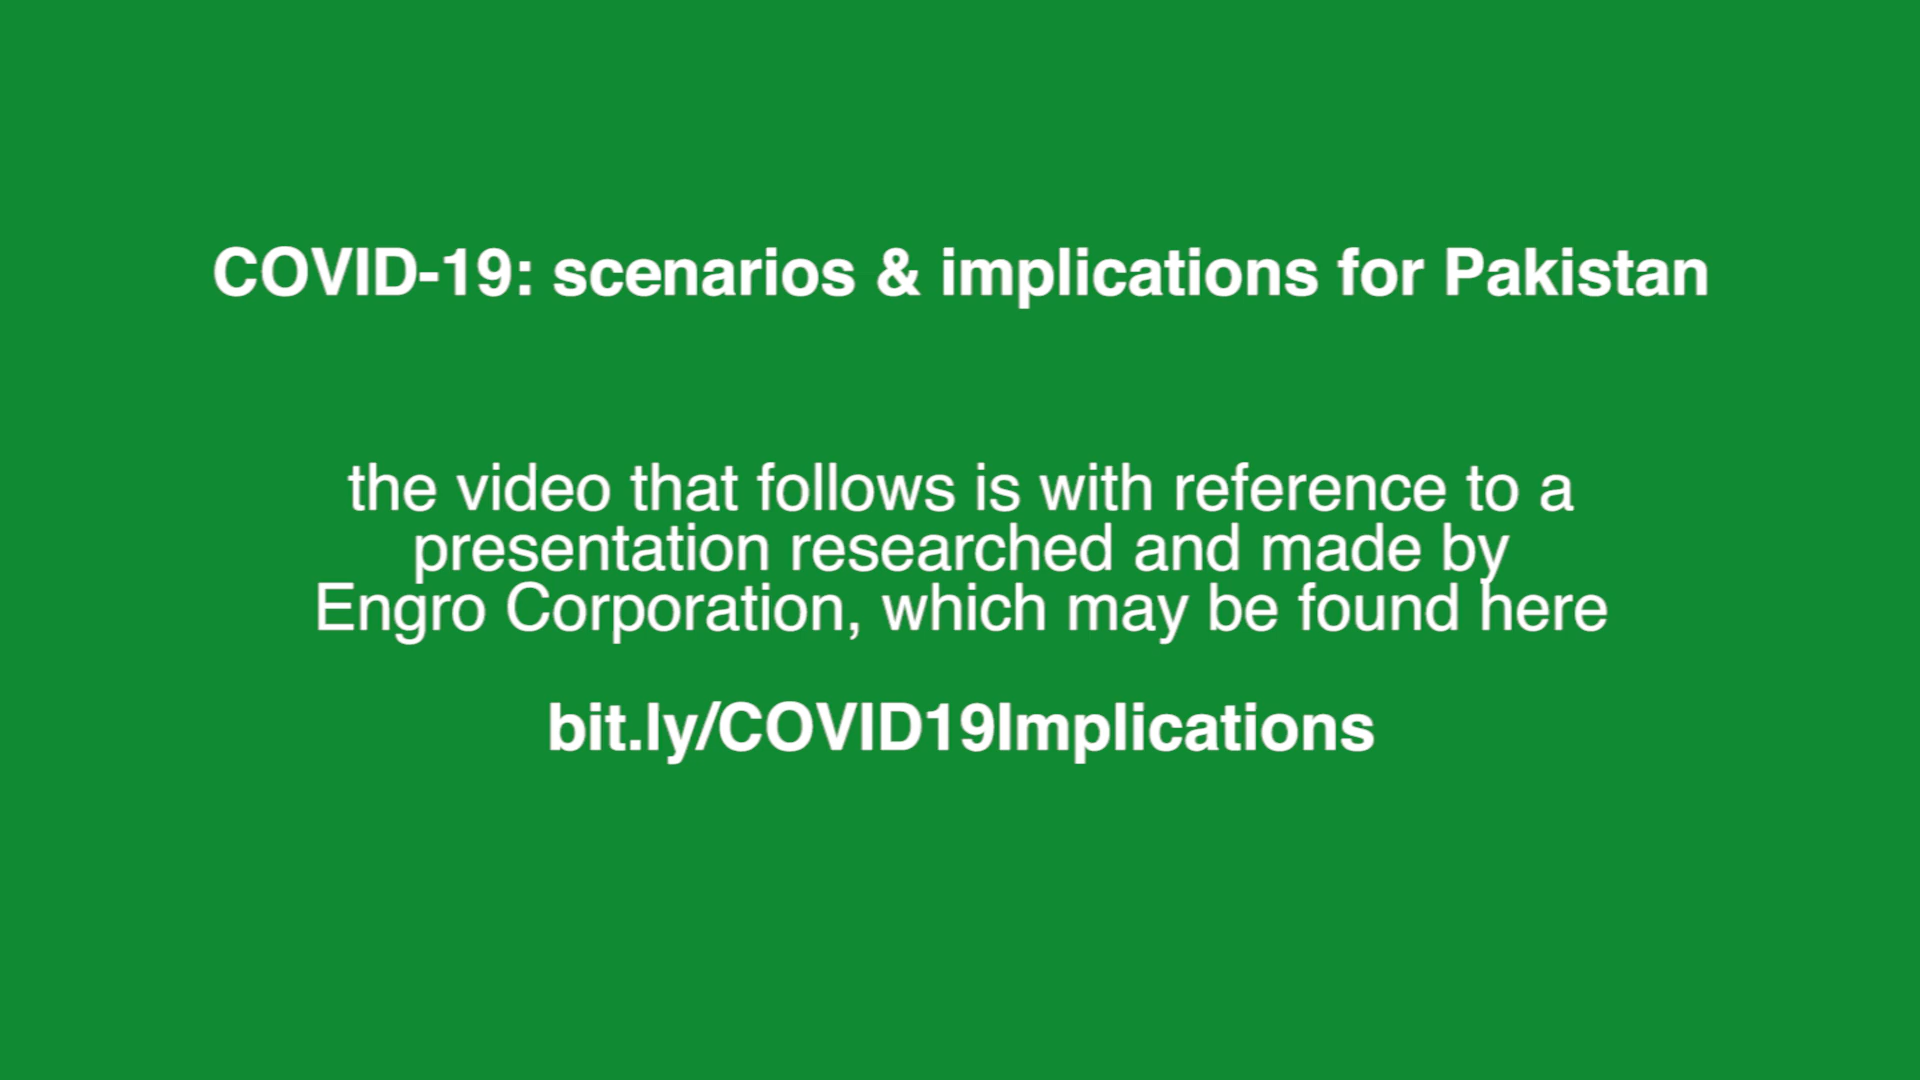 COVID-19: scenarios & implications for Pakistan
the video that follows is with reference to a
presentation researched and made by
Engro Corporation, which may be found here
bit.ly/COVID19Implications